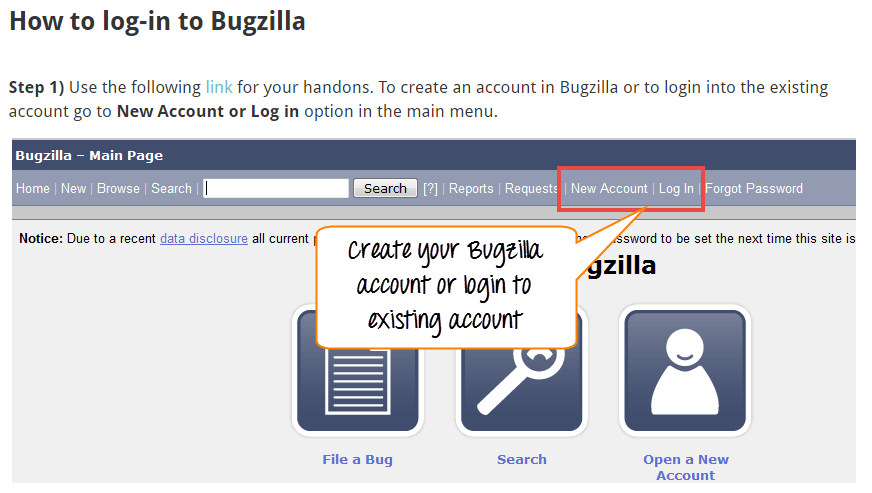 How to log-in to Bugzilla
Step 1) Use the following link for your handons. To create an account in Bugzilla or to login into the existing
account go to New Account or Log in option in the main menu.
Bugzilla – Main Page
Home | New | Browse | Search | Search [?] | Reports | Requests | New Account | Log In | Forgot Password
Notice: Due to a recent data disclosure all current password to be set the next time this site is
Create your Bugzilla
account or login to
existing account
gzilla
File a Bug
Search
Open a New
Account